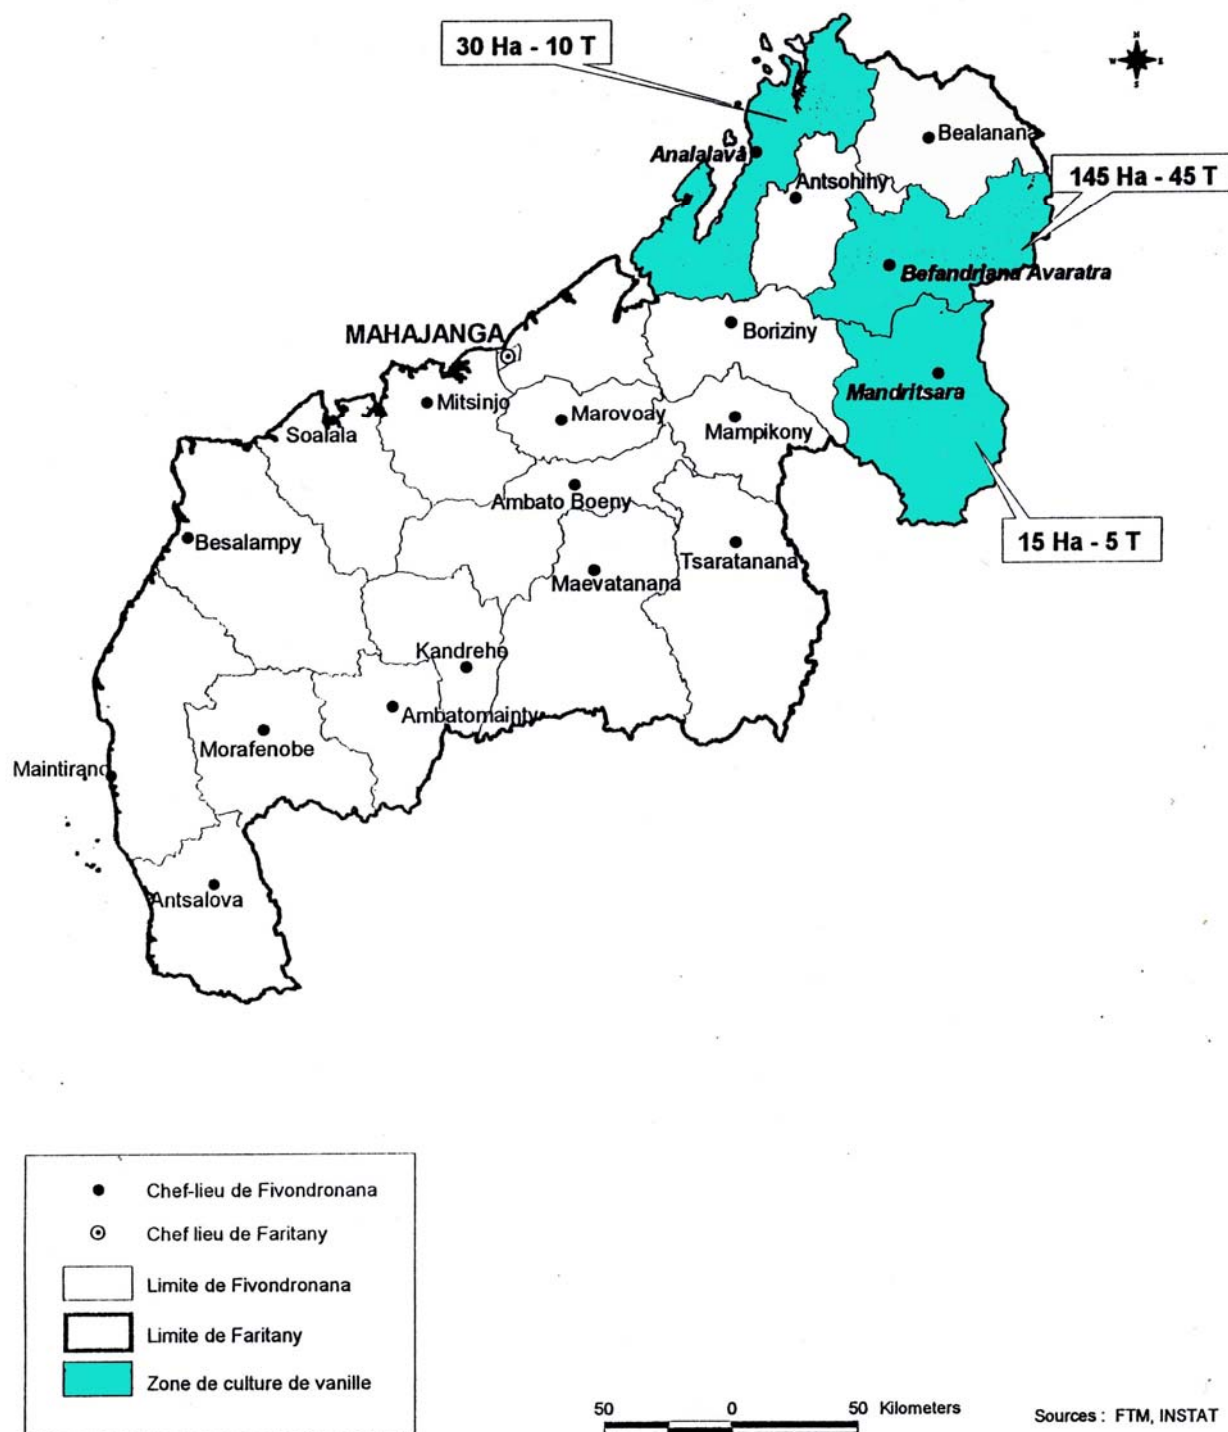 30 Ha - 10 T
N
W E
S
Bealanana
Analalava
145 Ha - 45 T
Antsohihy
Befandriana Avaratra
Boriziny
MAHAJANGA
Mandritsara
Mitsinjo
Marovoay
Mampikony
Soalala
Ambato Boeny
Besalampy
15 Ha - 5 T
Tsaratanana
Maevatanana
Kandreho
Ambatomainty
Morafenobe
Maintirano
Antsalova
Chef-lieu de Fivondronana
Chef lieu de Faritany
Limite de Fivondronana
Limite de Faritany
Zone de culture de vanille
50 0 50 Kilometers
Sources : FTM, INSTAT